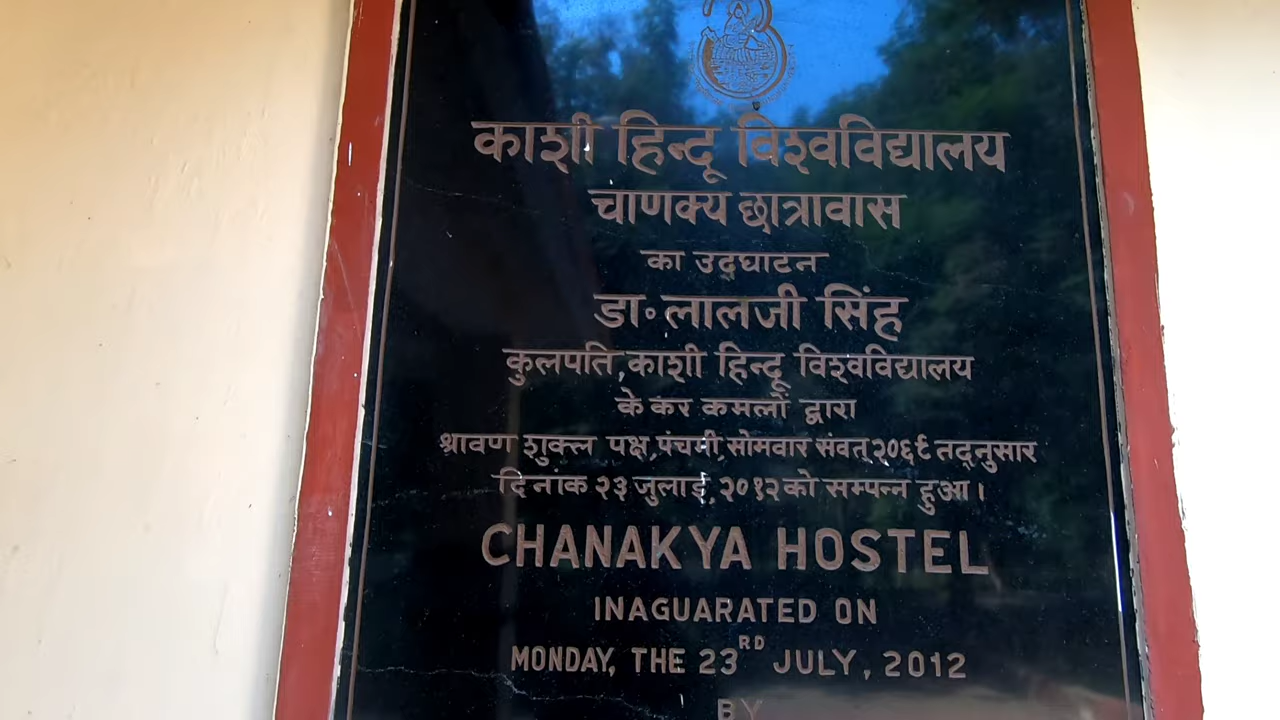 काशी हिन्दू विश्वविद्यालय
चाणक्य छात्रावास
का उद्घाटन
डा॰ लालजी सिंह
कुलपति, काशी हिन्दू विश्वविद्यालय
के कर कमलों द्वारा
श्रावण शुक्ल पक्ष, पंचमी, सोमवार संवत् २०६९ तद्नुसार
दिनांक २३ जुलाई, २०१२ को सम्पन्न हुआ।
CHANAKYA HOSTEL
INAGUARATED ON
MONDAY, THE 23RD JULY, 2012
BY